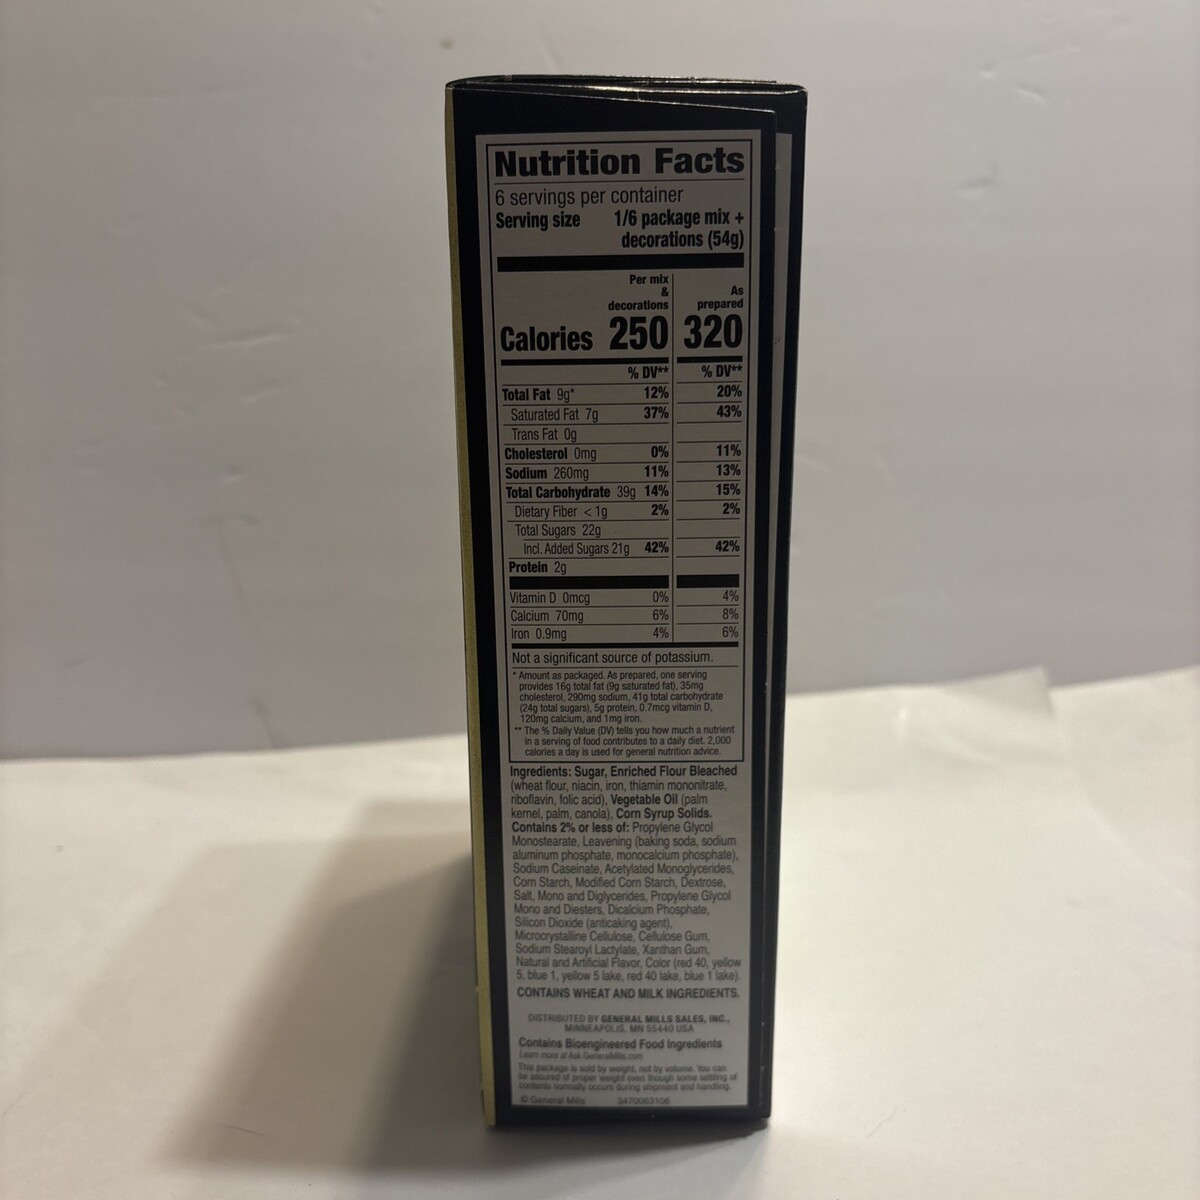 Nutrition Facts
6 servings per container
Serving size 1/6 package mix +
decorations (54g)
Per mix
&
decorations
As
prepared
Calories 250 320
% DV** % DV**
Total Fat 9g* 12% 20%
Saturated Fat 7g 37% 43%
Trans Fat 0g
Cholesterol 0mg 0% 11%
Sodium 260mg 11% 13%
Total Carbohydrate 39g 14% 15%
Dietary Fiber <1g 2% 2%
Total Sugars 22g
Incl. Added Sugars 21g 42% 42%
Protein 2g
Vitamin D 0mcg 0% 4%
Calcium 70mg 6% 8%
Iron 0.9mg 4% 6%
Not a significant source of potassium.
* Amount as packaged. As prepared, one serving
provides 16g total fat (9g saturated fat), 35mg
cholesterol, 290mg sodium, 41g total carbohydrate
(24g total sugars), 5g protein, 0.7mcg vitamin D,
120mg calcium, and 1mg iron.
** The % Daily Value (DV) tells you how much a nutrient
in a serving of food contributes to a daily diet. 2,000
calories a day is used for general nutrition advice.
Ingredients: Sugar, Enriched Flour Bleached
(wheat flour, niacin, iron, thiamin mononitrate,
riboflavin, folic acid), Vegetable Oil (palm
kernel, palm, canola), Corn Syrup Solids.
Contains 2% or less of: Propylene Glycol
Monostearate, Leavening (baking soda, sodium
aluminum phosphate, monocalcium phosphate),
Sodium Caseinate, Acetylated Monoglycerides,
Corn Starch, Modified Corn Starch, Dextrose,
Salt, Mono and Diglycerides, Propylene Glycol
Mono and Diesters, Dicalcium Phosphate,
Silicon Dioxide (anticaking agent),
Microcrystalline Cellulose, Cellulose Gum,
Sodium Stearoyl Lactylate, Xanthan Gum,
Natural and Artificial Flavor, Color (red 40, yellow
5, blue 1, yellow 5 lake, red 40 lake, blue 1 lake).
CONTAINS WHEAT AND MILK INGREDIENTS.
DISTRIBUTED BY GENERAL MILLS SALES, INC.,
MINNEAPOLIS, MN 55440 USA
Contains Bioengineered Food Ingredients
Learn more at Ask.GeneralMills.com
This package is sold by weight, not by volume. You can
be assured of proper weight even though some settling of
contents normally occurs during shipment and handling.
© General Mills 3470063106